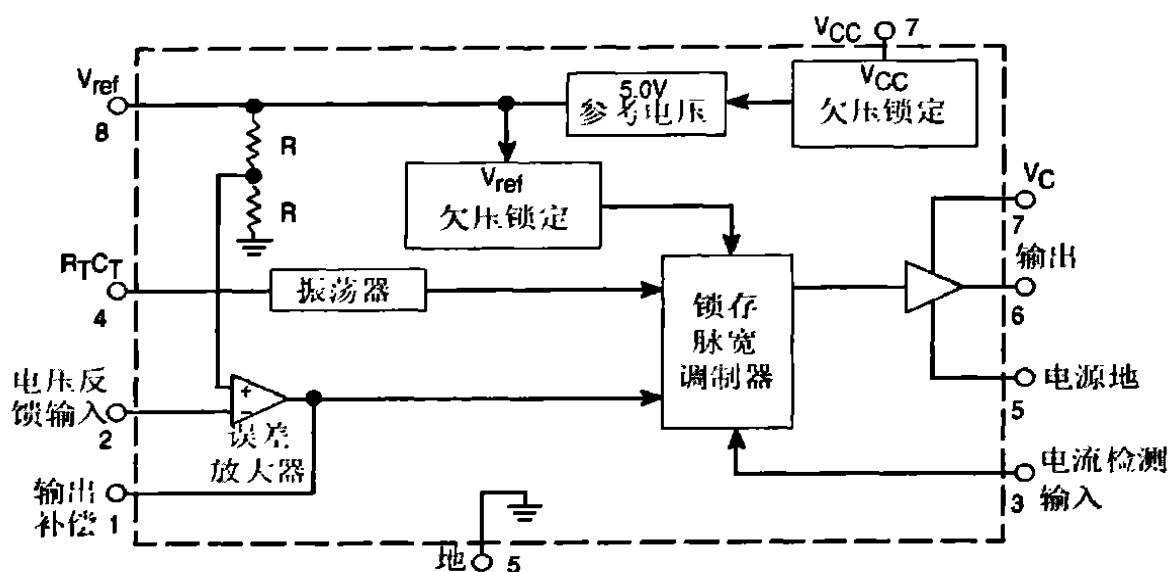 VCC 7
Vref
8
R
R
5.0V
参考电压
VCC
欠压锁定
Vref
欠压锁定
VC
7
RTCT
4
振荡器
锁存
脉宽
调制器
输出
6
电源地
5
电压反
馈输入
2
+
−
误差
放大器
输出
补偿 1
电流检测
3 输入
地 5